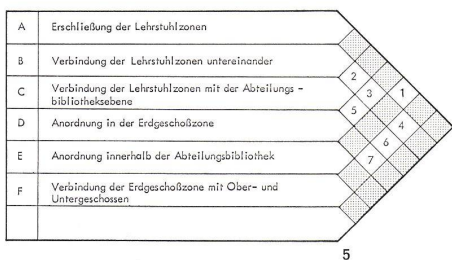 A Erschließung der Lehrstuhlzonen
B Verbindung der Lehrstuhlzonen untereinander
C Verbindung der Lehrstuhlzonen mit der Abteilungs -
bibliotheksebene
D Anordnung in der Erdgeschoßzone
E Anordnung innerhalb der Abteilungsbibliothek
F Verbindung der Erdgeschoßzone mit Ober- und
Untergeschossen
2
3
1
5
4
6
7
5